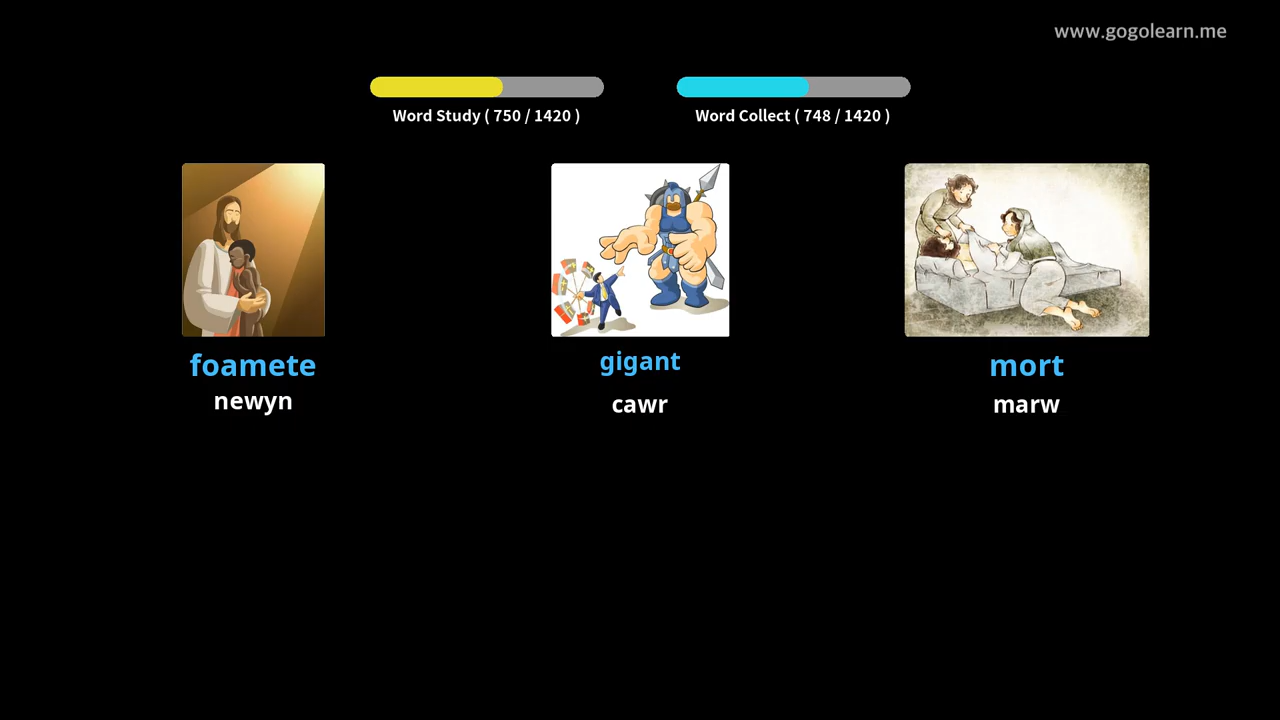 www.gogolearn.me
Word Study ( 750 / 1420 )
Word Collect ( 748 / 1420 )
foamete
newyn
gigant
cawr
mort
marw